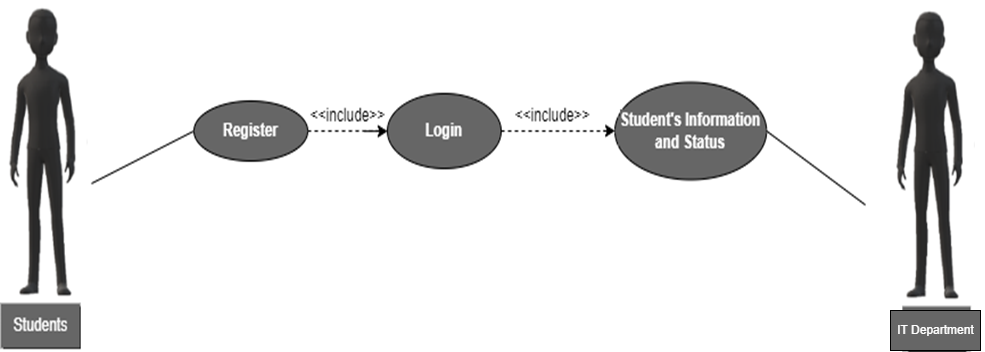 <<include>>
<<include>>
Register
Login
Student's Information
and Status
Students
IT Department